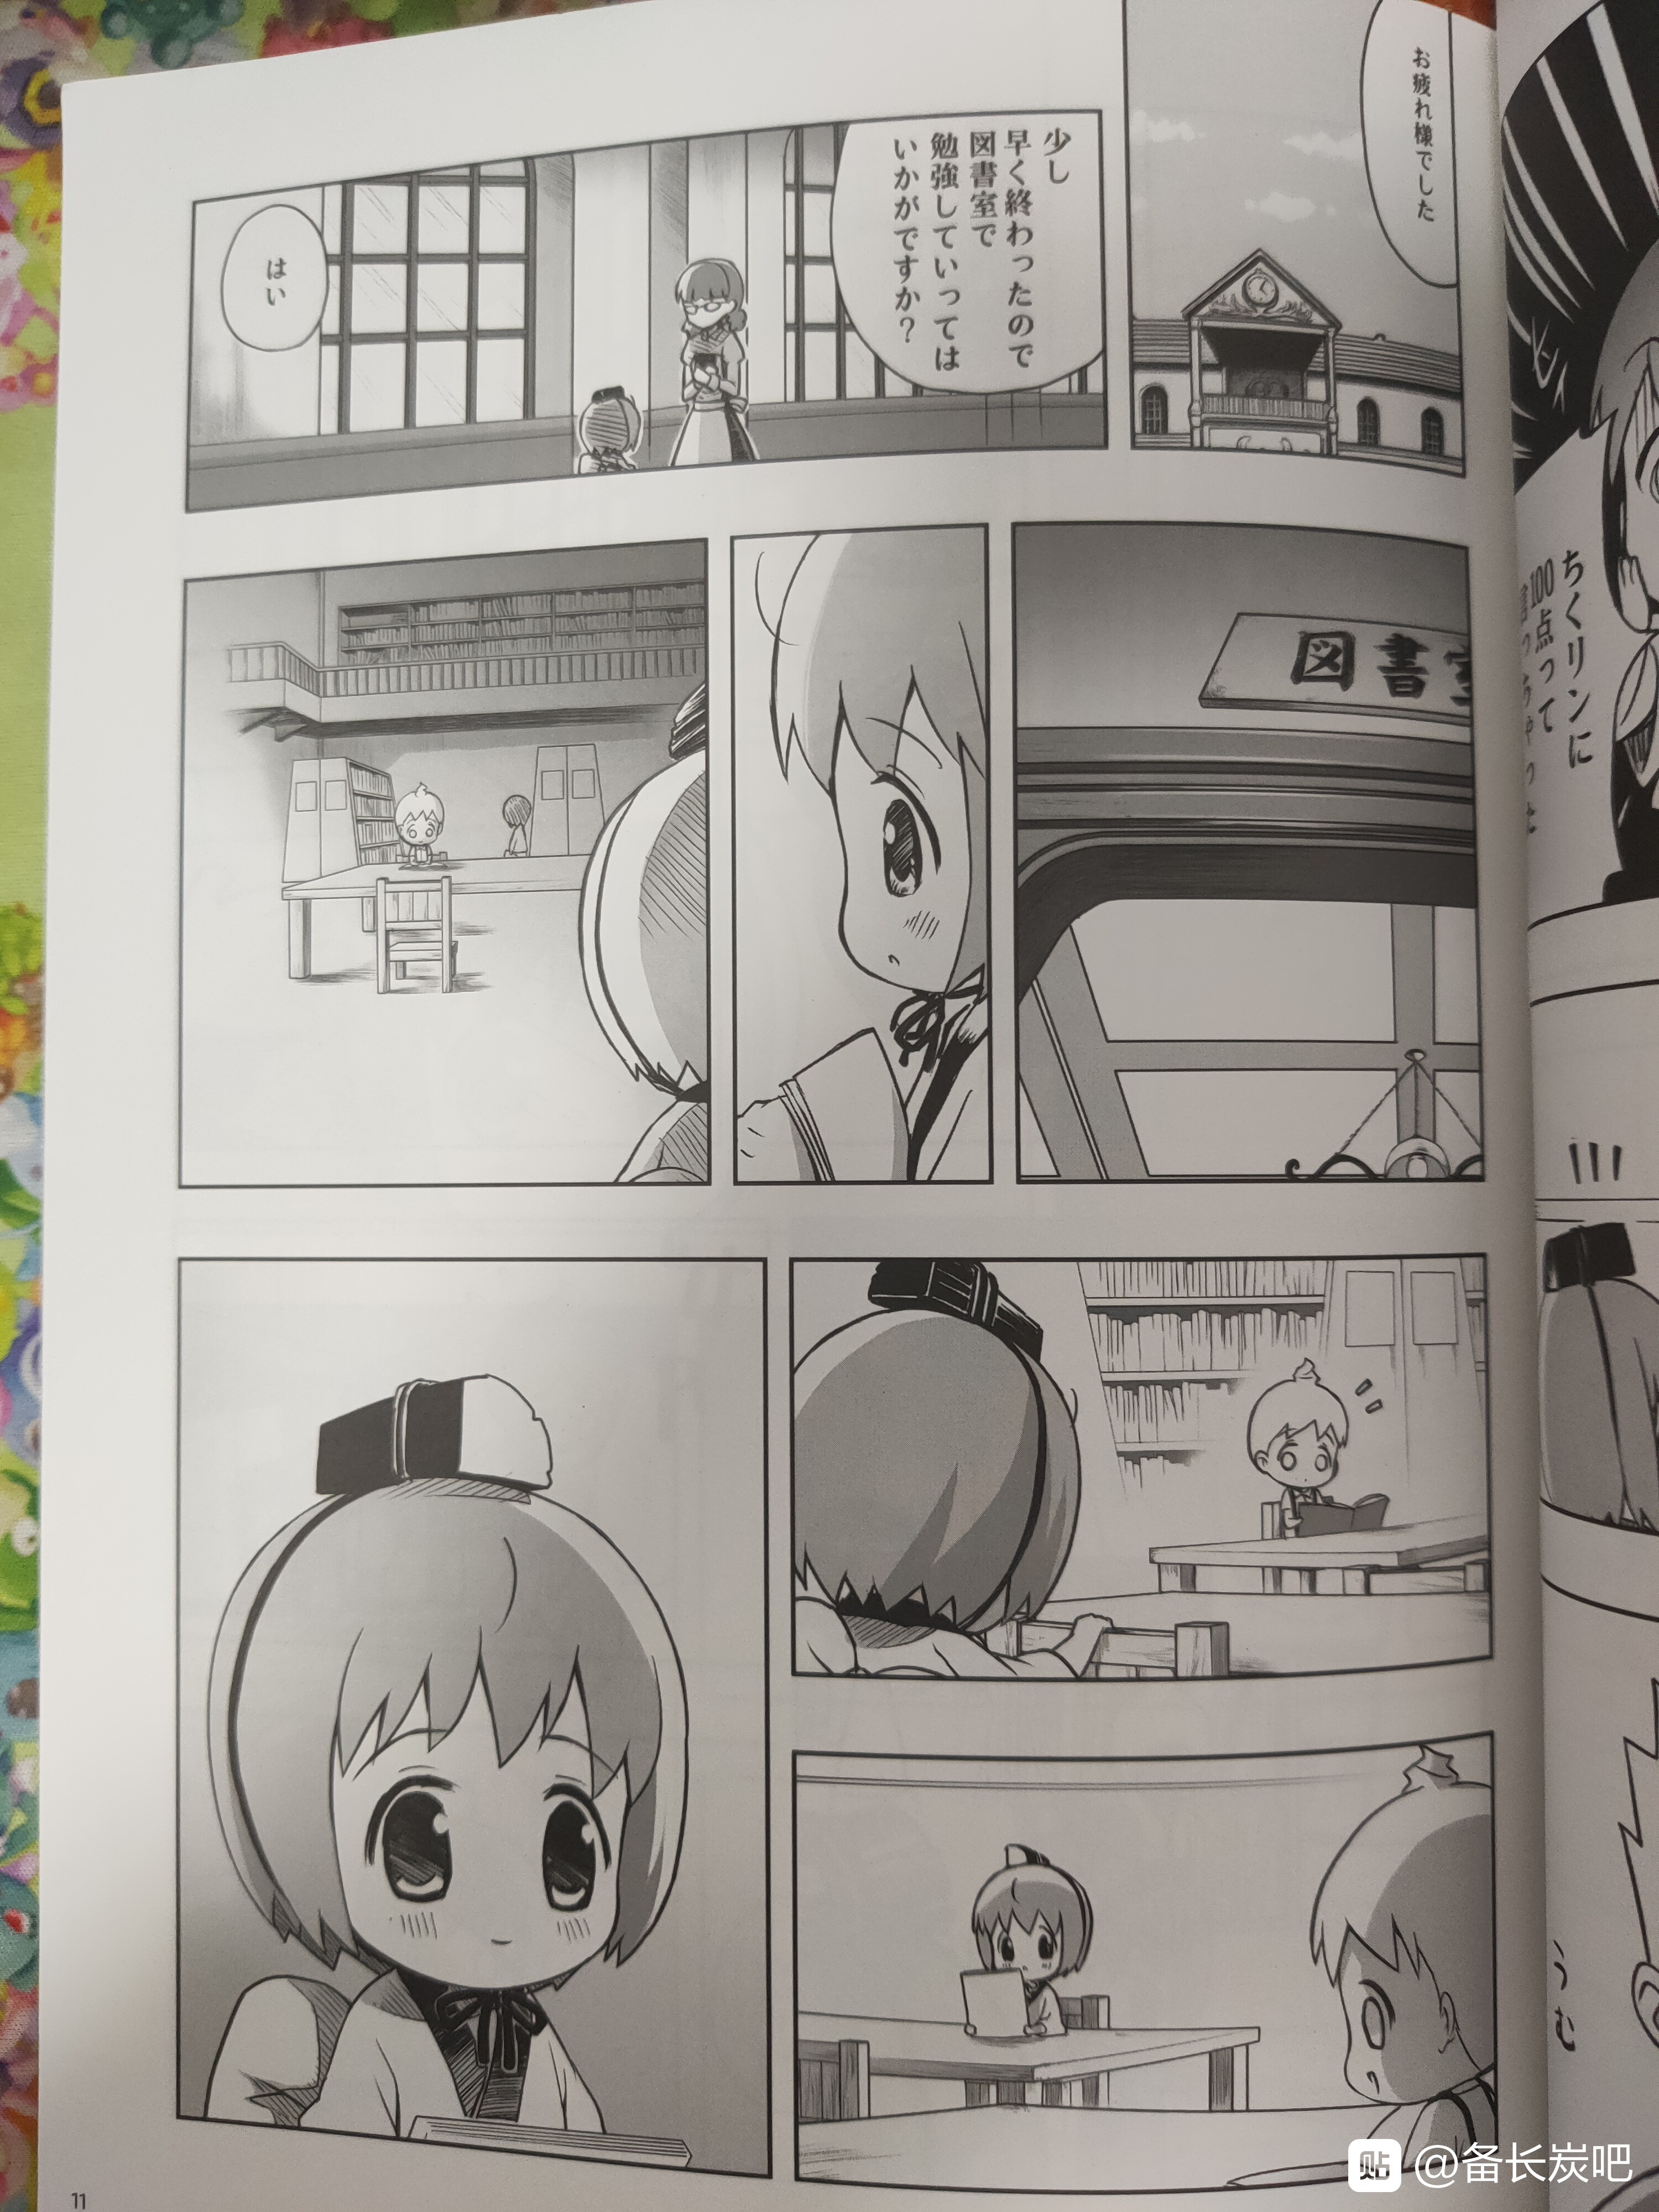 ちくリンに
100点って
うむ
お疲れ様でした
少し
早く終わったので
図書室で
勉強していっては
いかがですか？
はい
図書室
11
贴 @备长炭吧